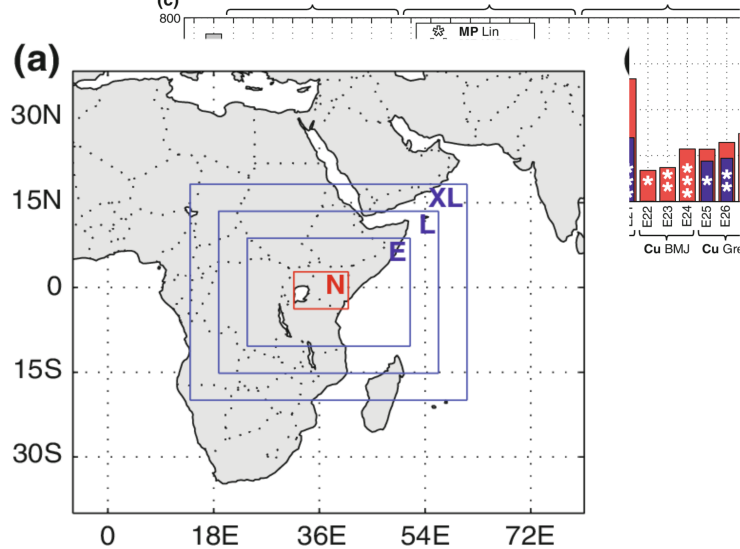 (c)
800
MP Lin
(a)
30N
15N
0
15S
30S
0 18E 36E 54E 72E
XL
L
E
N
E22 E23 E24 E25 E26
Cu BMJ Cu Gre